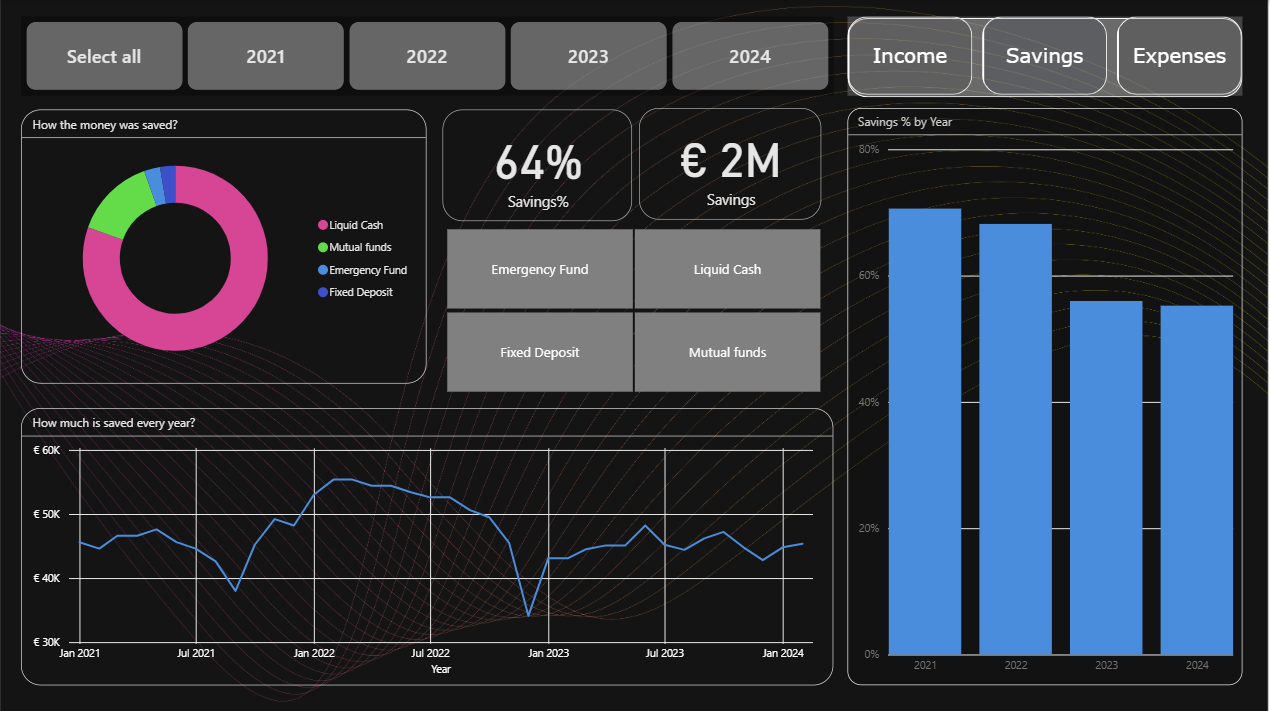 Select all
2021
2022
2023
2024
Income
Savings
Expenses
How the money was saved?
Liquid Cash
Mutual funds
Emergency Fund
Fixed Deposit
64%
Savings%
€ 2M
Savings
Emergency Fund
Liquid Cash
Fixed Deposit
Mutual funds
Savings % by Year
80%
60%
40%
20%
0%
2021
2022
2023
2024
How much is saved every year?
€ 60K
€ 50K
€ 40K
€ 30K
Jan 2021
Jul 2021
Jan 2022
Jul 2022
Jan 2023
Jul 2023
Jan 2024
Year